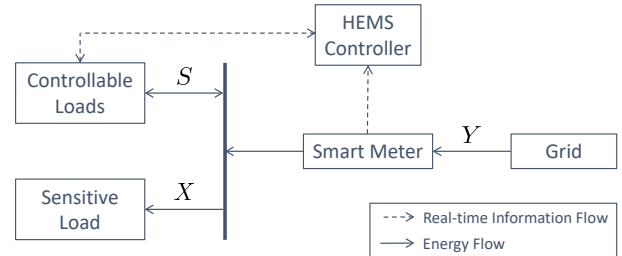 HEMS
Controller
Controllable
Loads
S
Y
Smart Meter
Grid
X
Sensitive
Load
Real-time Information Flow
Energy Flow